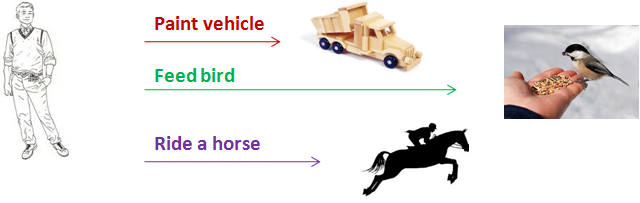 Paint vehicle
Feed bird
Ride a horse